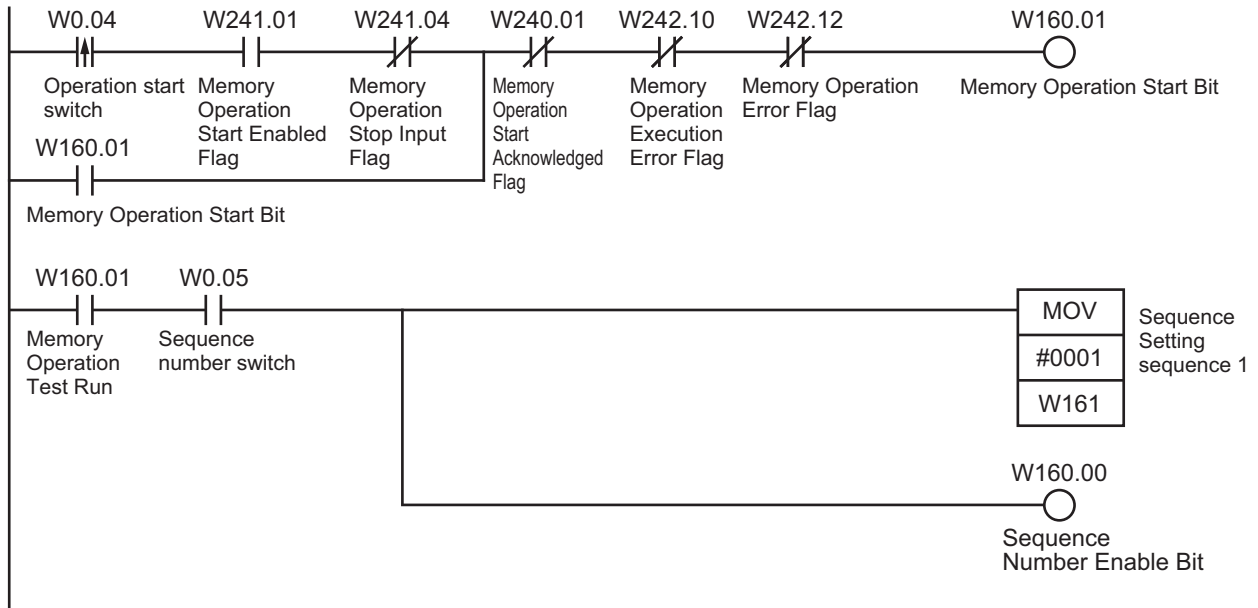 W0.04 W241.01 W241.04 W240.01 W242.10 W242.12 W160.01
Operation start
switch
Memory
Operation
Start Enabled
Flag
Memory
Operation
Stop Input
Flag
Memory
Operation
Start
Acknowledged
Flag
Memory
Operation
Execution
Error Flag
Memory Operation
Error Flag
Memory Operation Start Bit
W160.01
Memory Operation Start Bit
W160.01 W0.05
Memory
Operation
Test Run
Sequence
number switch
MOV
#0001
W161
Sequence
Setting
sequence 1
W160.00
Sequence
Number Enable Bit